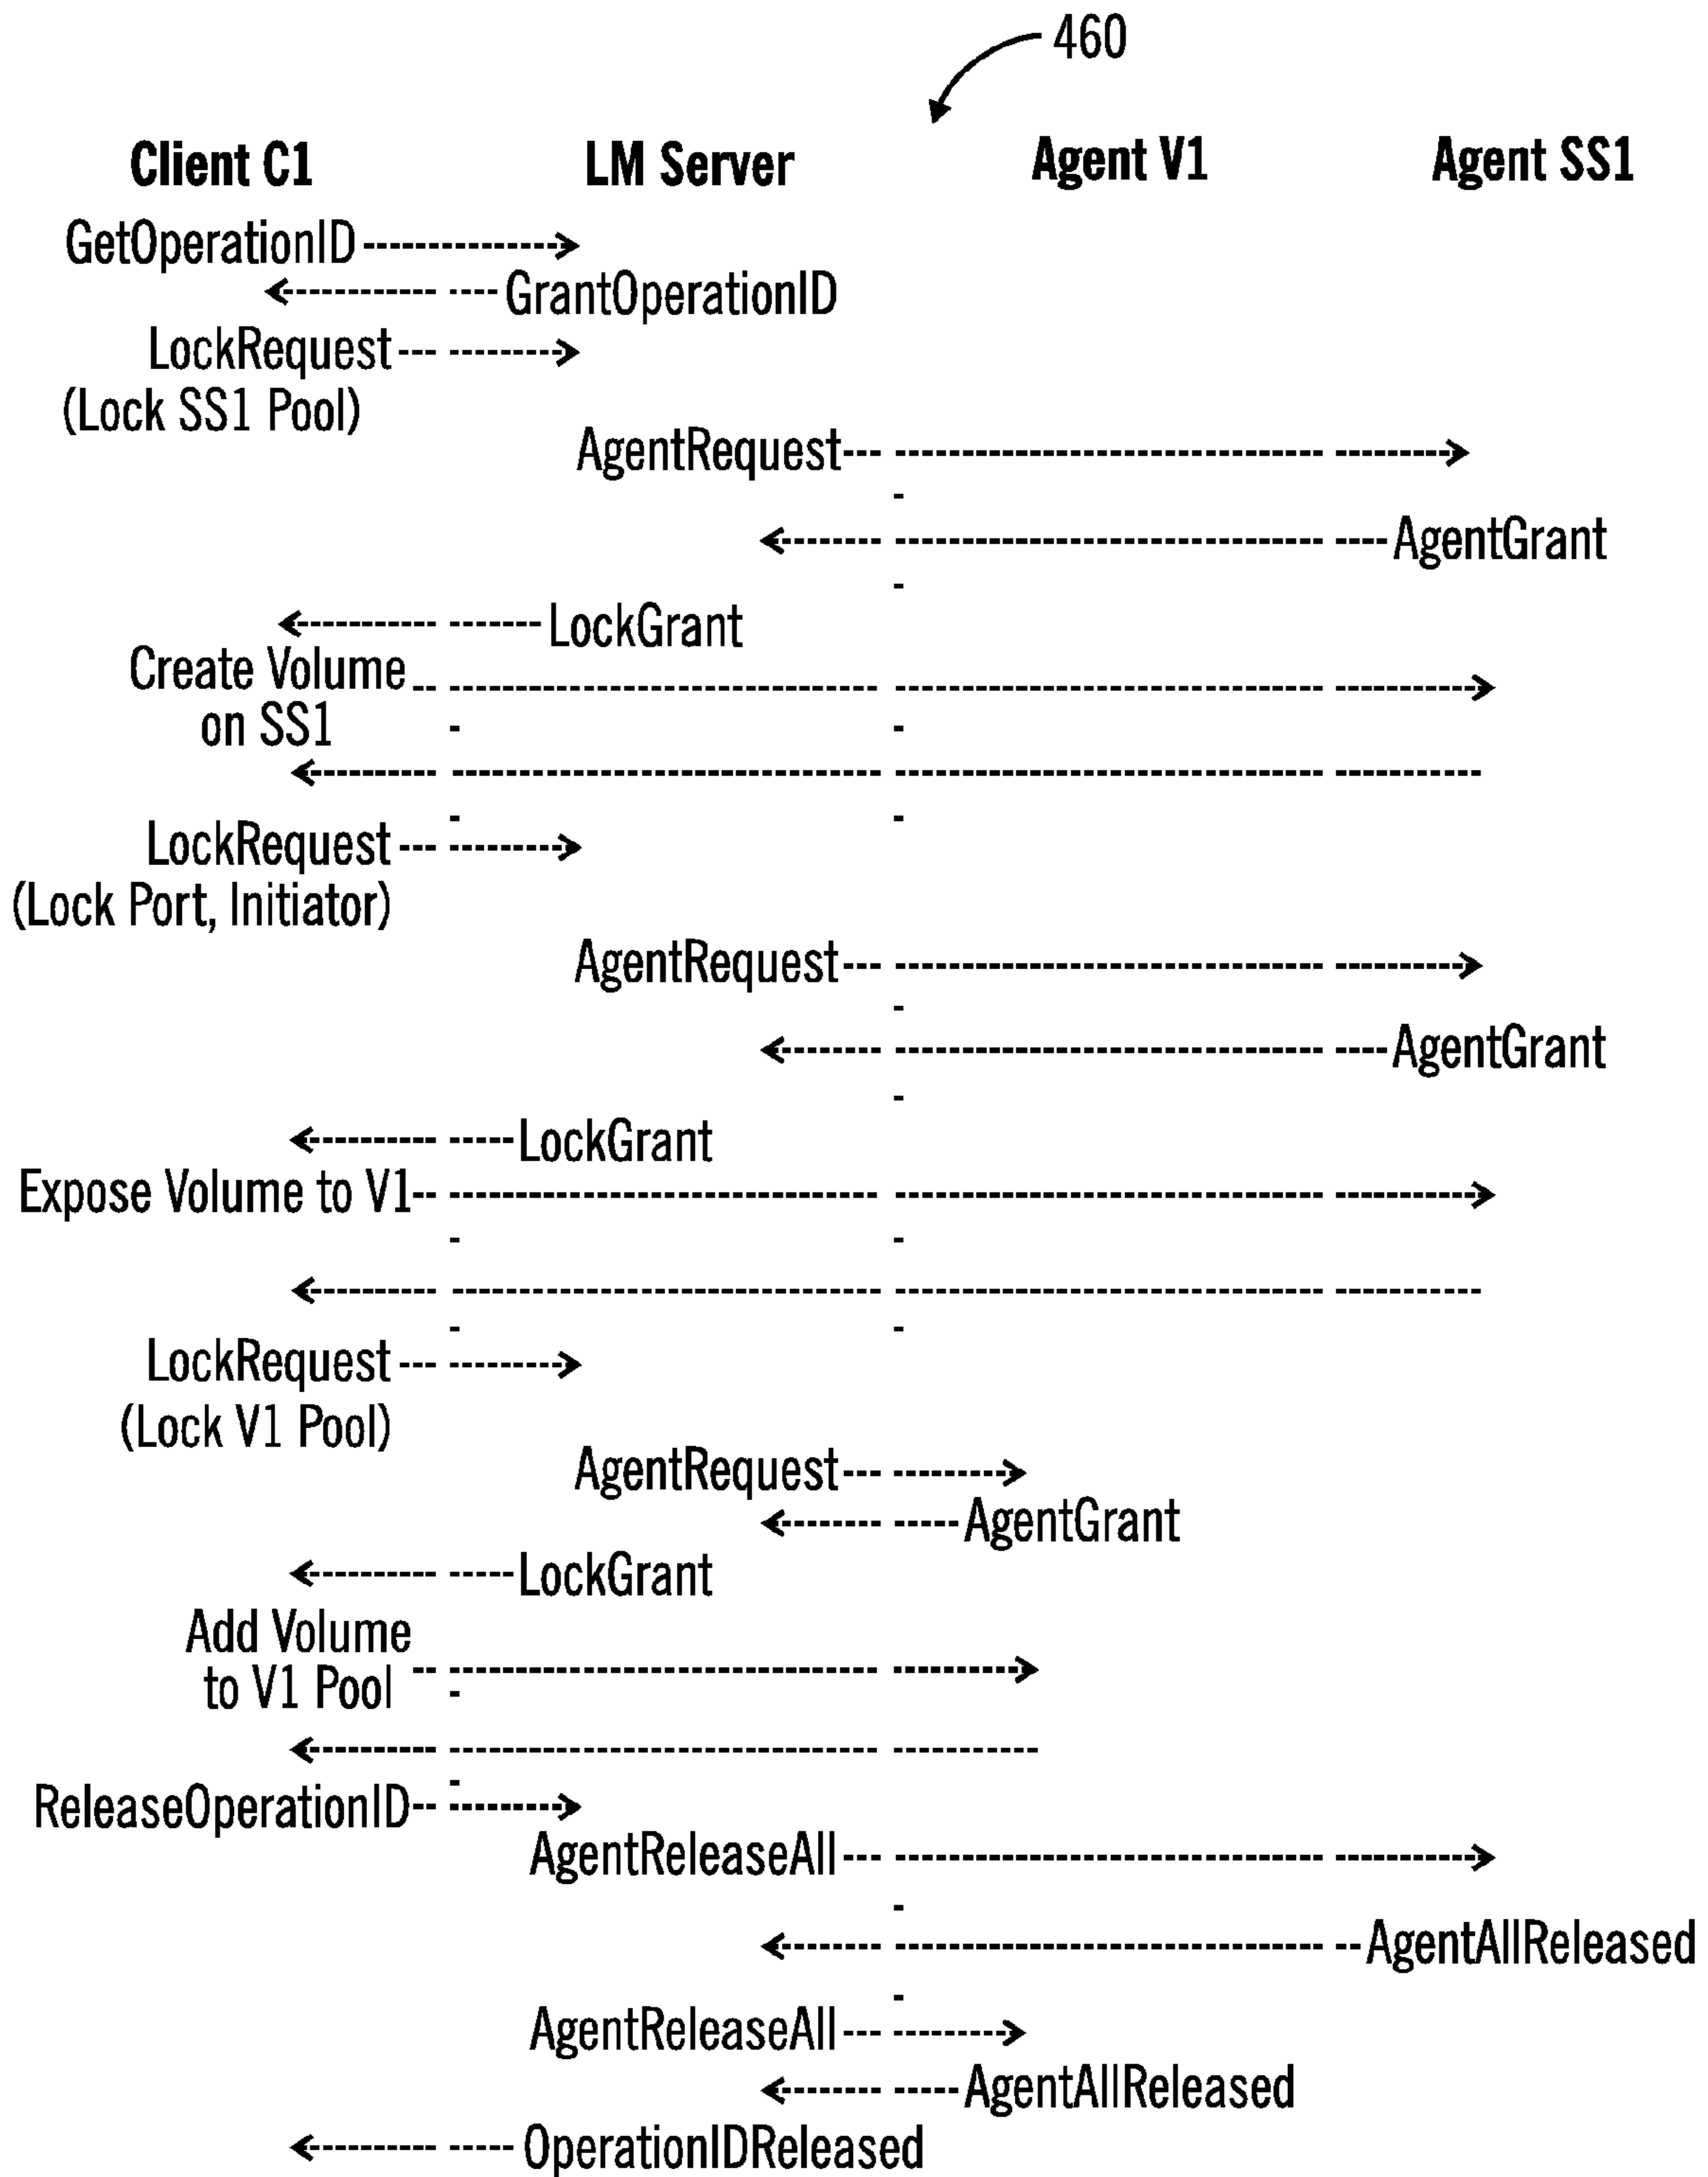 460
Client C1 LM Server Agent V1 Agent SS1
GetOperationID
GrantOperationID
LockRequest
(Lock SS1 Pool)
AgentRequest
AgentGrant
LockGrant
Create Volume
on SS1
LockRequest
(Lock Port, Initiator)
AgentRequest
AgentGrant
LockGrant
Expose Volume to V1
LockRequest
(Lock V1 Pool)
AgentRequest
AgentGrant
LockGrant
Add Volume
to V1 Pool
ReleaseOperationID
AgentReleaseAll
AgentAllReleased
AgentReleaseAll
AgentAllReleased
OperationIDReleased